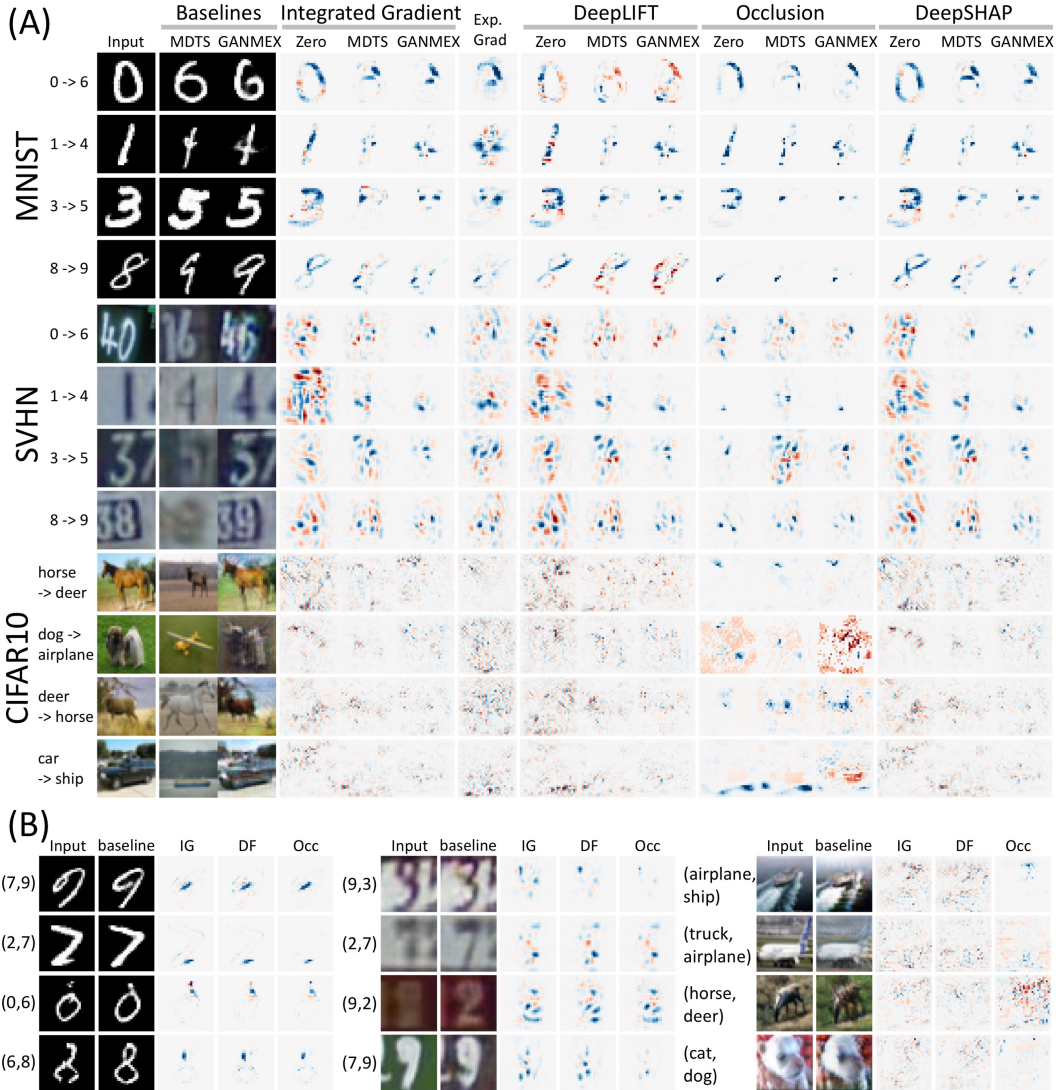 (A)
Baselines Integrated Gradient Exp. Grad DeepLIFT Occlusion DeepSHAP
Input MDTS GANMEX Zero MDTS GANMEX Zero MDTS GANMEX Zero MDTS GANMEX Zero MDTS GANMEX
MNIST
0 -> 6
1 -> 4
3 -> 5
8 -> 9
SVHN
0 -> 6
1 -> 4
3 -> 5
8 -> 9
CIFAR10
horse
-> deer
dog ->
airplane
deer
-> horse
car
-> ship
(B)
Input baseline IG DF Occ Input baseline IG DF Occ Input baseline IG DF Occ
(7,9) (9,3) (airplane,
ship)
(2,7) (2,7) (truck,
airplane)
(0,6) (9,2) (horse,
deer)
(6,8) (7,9) (cat,
dog)